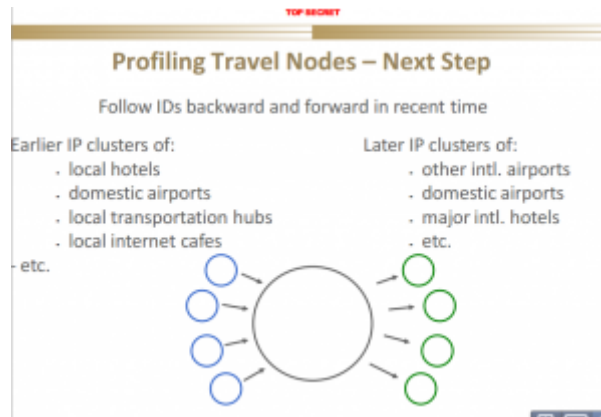 TOP SECRET
Profiling Travel Nodes – Next Step
Follow IDs backward and forward in recent time
Earlier IP clusters of:
. local hotels
. domestic airports
. local transportation hubs
. local internet cafes
- etc.
Later IP clusters of:
. other intl. airports
. domestic airports
. major intl. hotels
. etc.